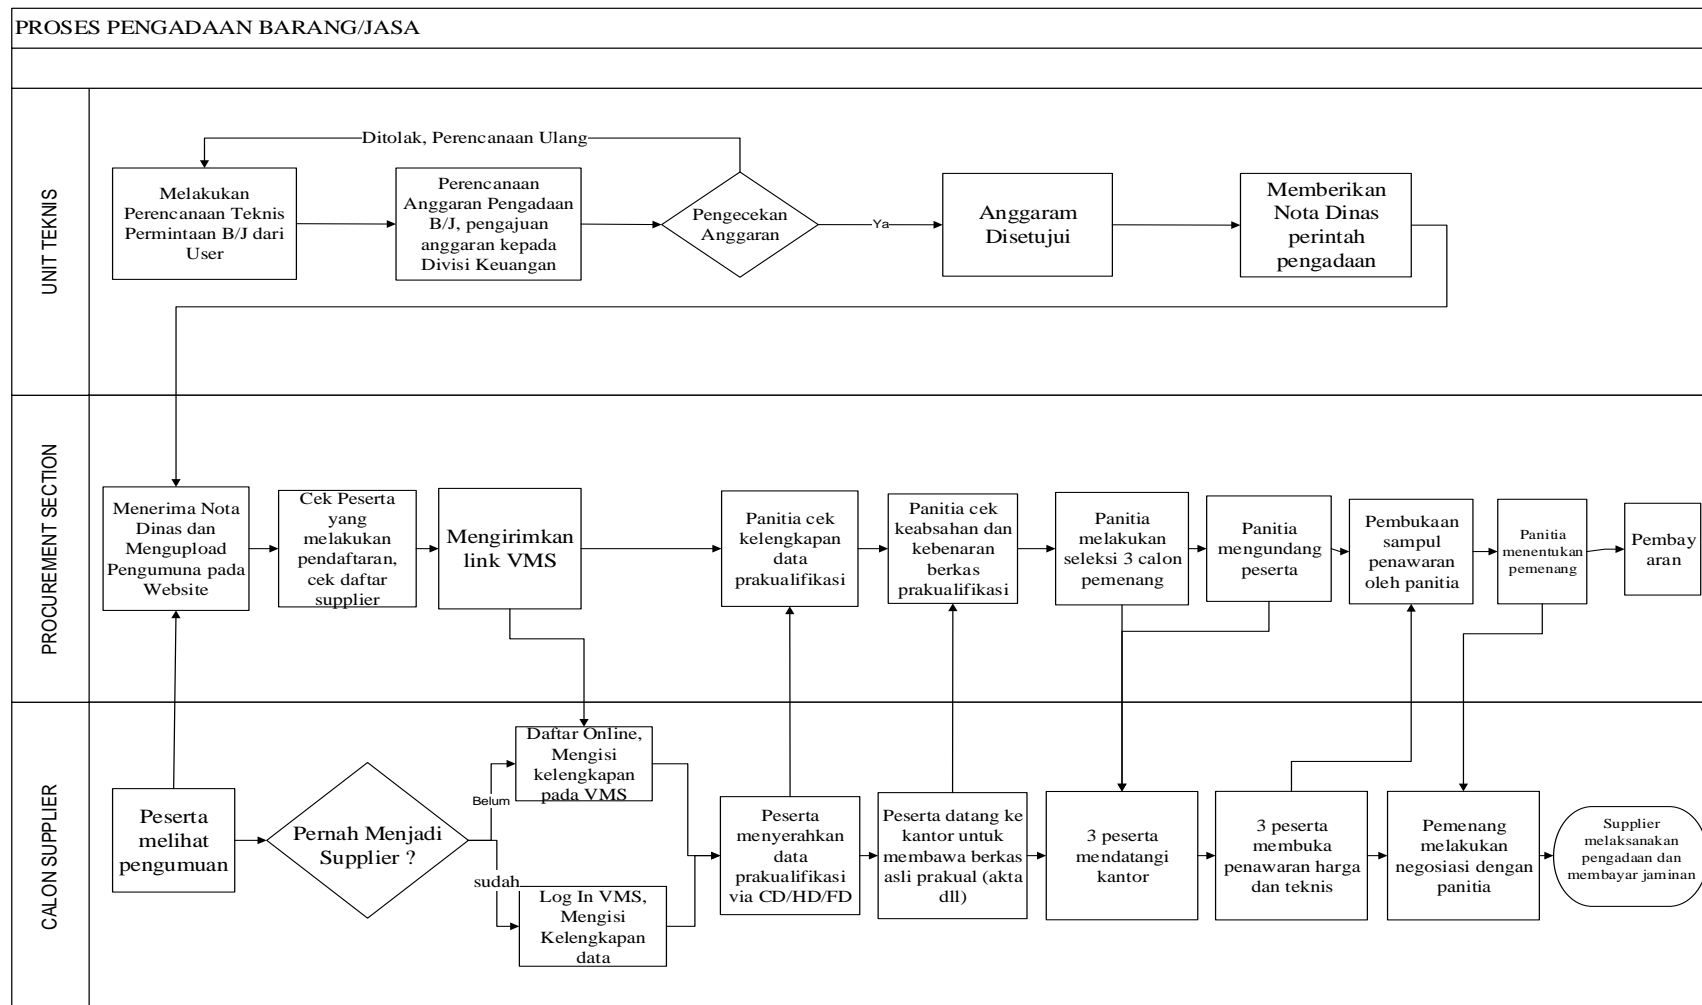 PROSES PENGADAAN BARANG/JASA
UNIT TEKNIS
Ditolak, Perencanaan Ulang
Melakukan
Perencanaan Teknis
Permintaan B/J dari
User
Perencanaan
Anggaran Pengadaan
B/J, pengajuan
anggaran kepada
Divisi Keuangan
Pengecekan
Anggaran
Ya
Anggaram
Disetujui
Memberikan
Nota Dinas
perintah
pengadaan
PROCUREMENT SECTION
Menerima Nota
Dinas dan
Mengupload
Pengumuna pada
Website
Cek Peserta
yang
melakukan
pendaftaran,
cek daftar
supplier
Mengirimkan
link VMS
Panitia cek
kelengkapan
data
prakualifikasi
Panitia cek
keabsahan dan
kebenaran
berkas
prakualifikasi
Panitia
melakukan
seleksi 3 calon
pemenang
Panitia
mengundang
peserta
Pembukaan
sampul
penawaran
oleh panitia
Panitia
menentukan
pemenang
Pembay
aran
CALON SUPPLIER
Peserta
melihat
pengumuan
Pernah Menjadi
Supplier ?
Belum
sudah
Daftar Online,
Mengisi
kelengkapan
pada VMS
Log In VMS,
Mengisi
Kelengkapan
data
Peserta
menyerahkan
data
prakualifikasi
via CD/HD/FD
Peserta datang ke
kantor untuk
membawa berkas
asli prakual (akta
dll)
3 peserta
mendatangi
kantor
3 peserta
membuka
penawaran harga
dan teknis
Pemenang
melakukan
negosiasi dengan
panitia
Supplier
melaksanakan
pengadaan dan
membayar jaminan